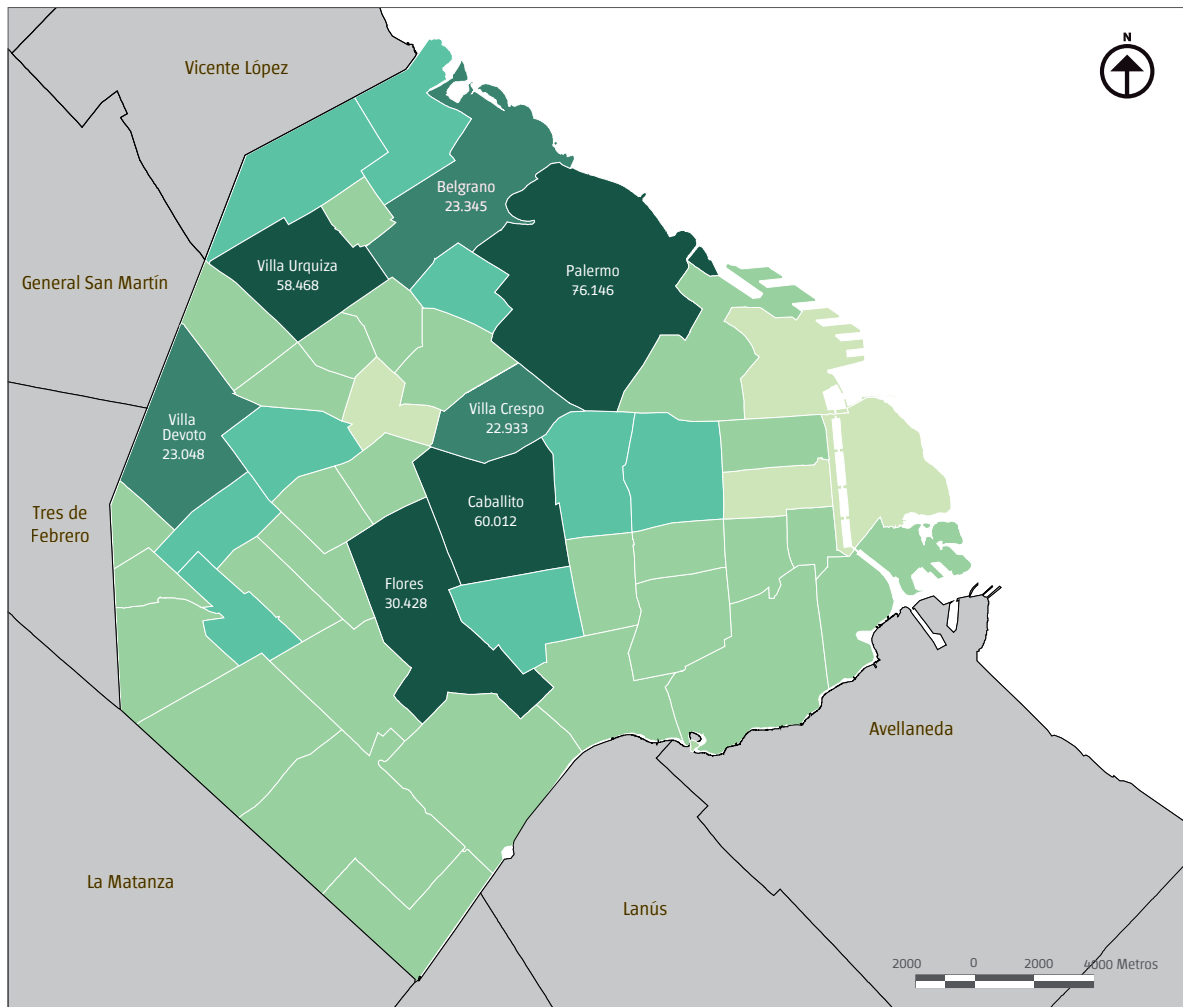 N
Vicente López
Belgrano
23.345
Villa Urquiza
58.468
Palermo
76.146
General San Martín
Villa
Devoto
23.048
Villa Crespo
22.933
Caballito
60.012
Tres de
Febrero
Flores
30.428
Avellaneda
La Matanza
Lanús
2000 0 2000 4000 Metros